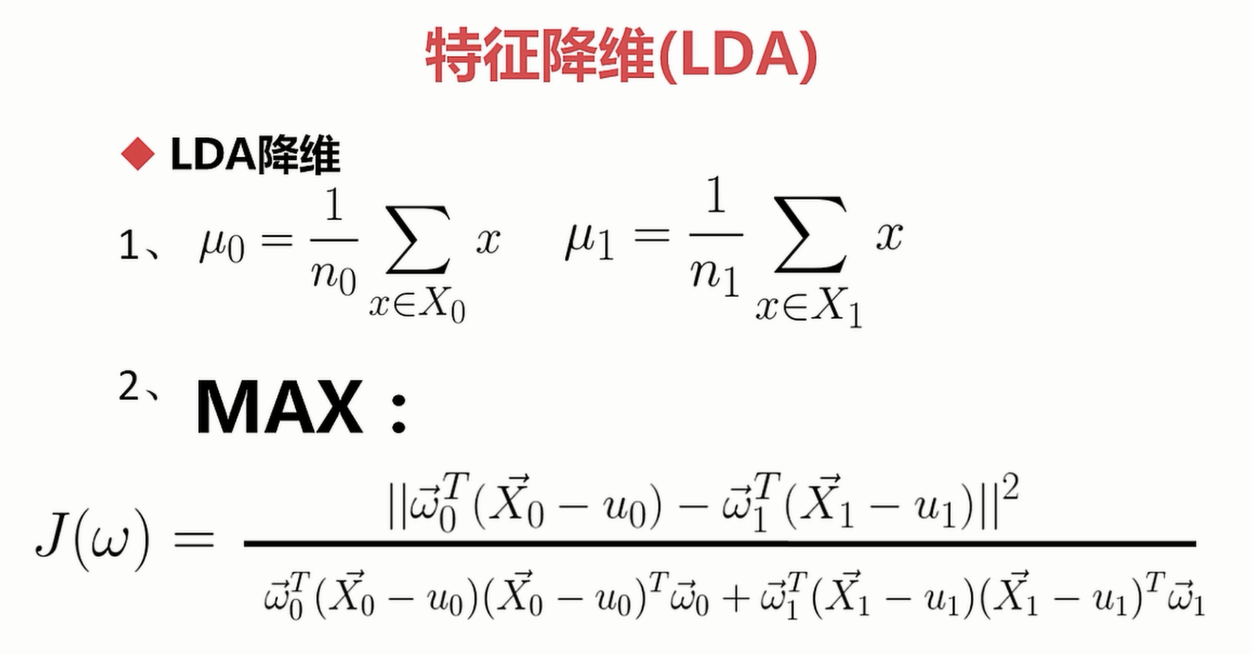 特征降维(LDA)
◆ LDA降维
1、 $\mu_0 = \frac{1}{n_0} \sum_{x \in X_0} x \quad \mu_1 = \frac{1}{n_1} \sum_{x \in X_1} x$
2、 MAX：
$J(\omega) = \frac{||\vec{\omega}_0^T(\vec{X}_0 - u_0) - \vec{\omega}_1^T(\vec{X}_1 - u_1)||^2}{\vec{\omega}_0^T(\vec{X}_0 - u_0)(\vec{X}_0 - u_0)^T\vec{\omega}_0 + \vec{\omega}_1^T(\vec{X}_1 - u_1)(\vec{X}_1 - u_1)^T\vec{\omega}_1}$